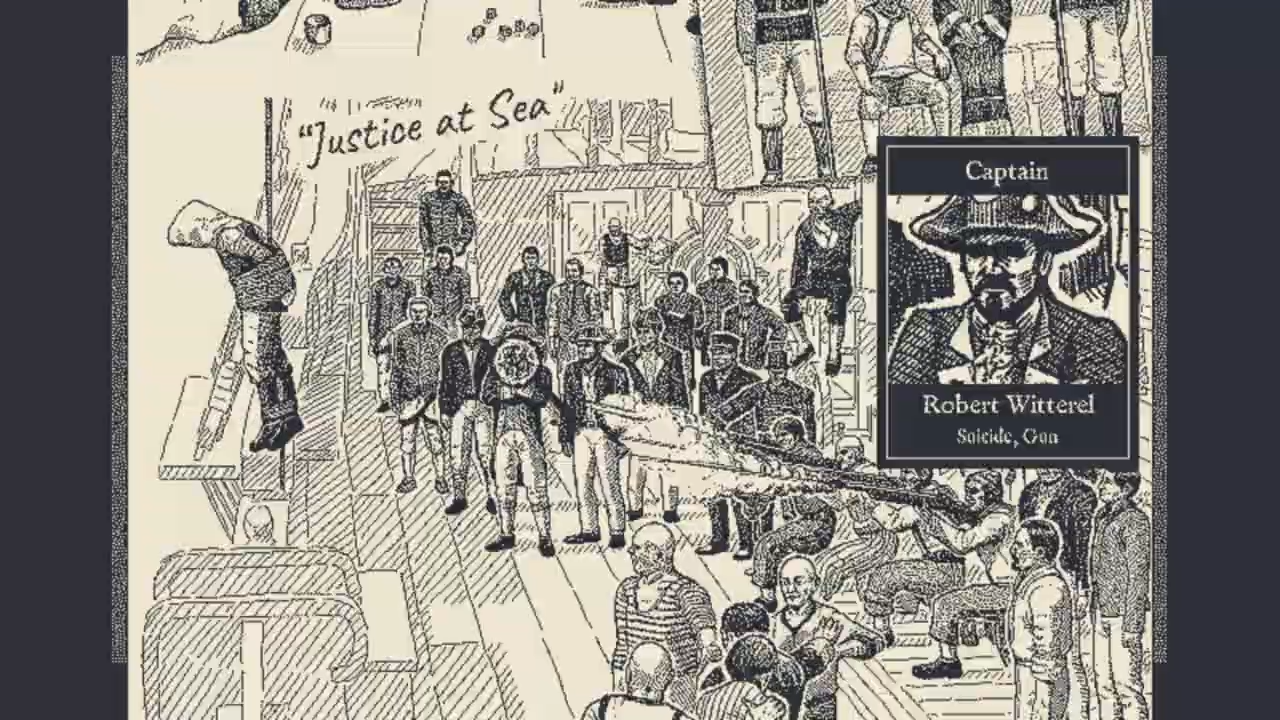 “Justice at Sea”
Captain
Robert Witterel
Suicide, Gun